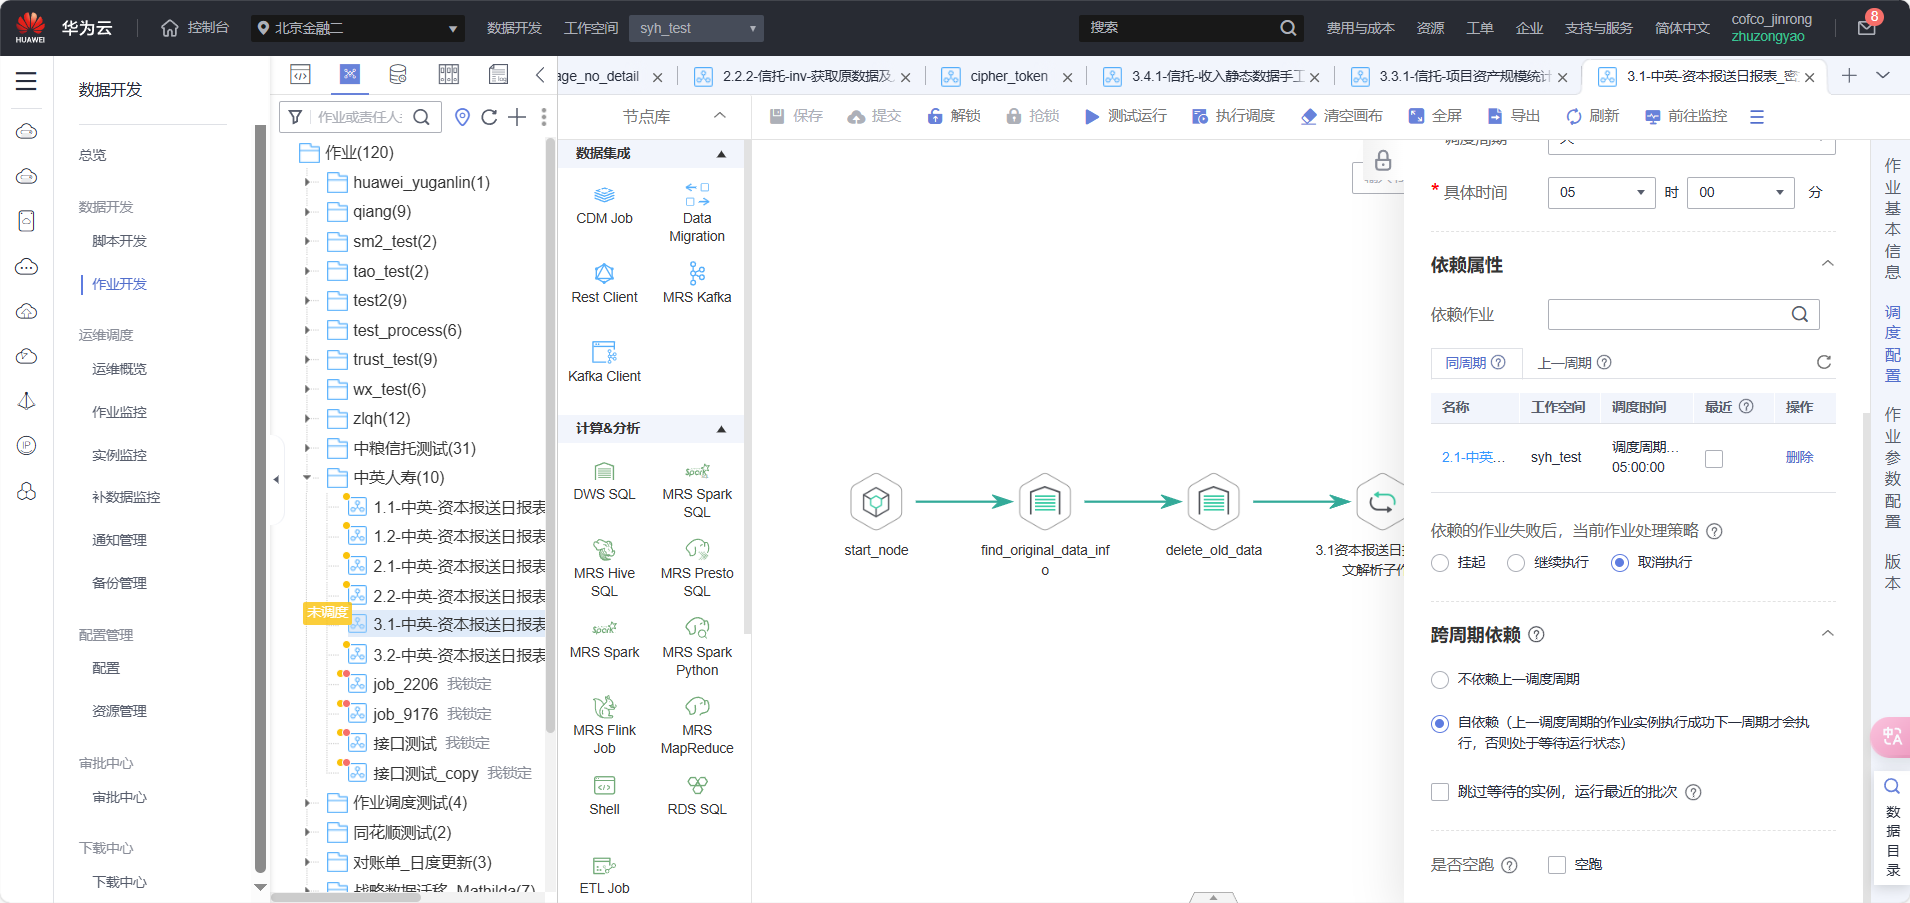 HUAWEI
华为云
控制台
北京金融二
数据开发
工作空间
syh_test
搜索
费用与成本
资源
工单
企业
支持与服务
简体中文
cofco_jinrong
zhuzongyao
8
数据开发
总览
数据开发
脚本开发
作业开发
运维调度
运维概览
作业监控
实例监控
补数据监控
通知管理
备份管理
配置管理
配置
资源管理
审批中心
审批中心
下载中心
下载中心
作业或责任人:
作业(120)
huawei_yuganlin(1)
qiang(9)
sm2_test(2)
tao_test(2)
test2(9)
test_process(6)
trust_test(9)
wx_test(6)
zlqh(12)
中粮信托测试(31)
中英人寿(10)
1.1-中英-资本报送日报表
1.2-中英-资本报送日报表
2.1-中英-资本报送日报表
2.2-中英-资本报送日报表
未调度
3.1-中英-资本报送日报表
3.2-中英-资本报送日报表
job_2206 我锁定
job_9176 我锁定
接口测试 我锁定
接口测试_copy 我锁定
作业调度测试(4)
同花顺测试(2)
对账单_日度更新(3)
战略数据迁移_Mathilda(7)
age_no_detail
2.2.2-信托-inv-获取原数据及
cipher_token
3.4.1-信托-收入静态数据手工
3.3.1-信托-项目资产规模统计
3.1-中英-资本报送日报表_密
节点库
保存
提交
解锁
抢锁
测试运行
执行调度
清空画布
全屏
导出
刷新
前往监控
数据集成
CDM Job
Data Migration
Rest Client
MRS Kafka
Kafka Client
计算&分析
DWS SQL
MRS Spark SQL
MRS Hive SQL
MRS Presto SQL
MRS Spark
MRS Spark Python
MRS Flink Job
MRS MapReduce
Shell
RDS SQL
ETL Job
start_node
find_original_data_inf
o
delete_old_data
3.1资本报送日
文解析子作
调度周期
天
* 具体时间
05
时
00
分
依赖属性
依赖作业
同周期
上一周期
名称
工作空间
调度时间
最近
操作
2.1-中英...
syh_test
调度周期...
05:00:00
删除
依赖的作业失败后，当前作业处理策略
挂起
继续执行
取消执行
跨周期依赖
不依赖上一调度周期
自依赖（上一调度周期的作业实例执行成功下一周期才会执
行，否则处于等待运行状态）
跳过等待的实例，运行最近的批次
是否空跑
空跑
作业基本信息
调度配置
作业参数配置
版本
数据目录